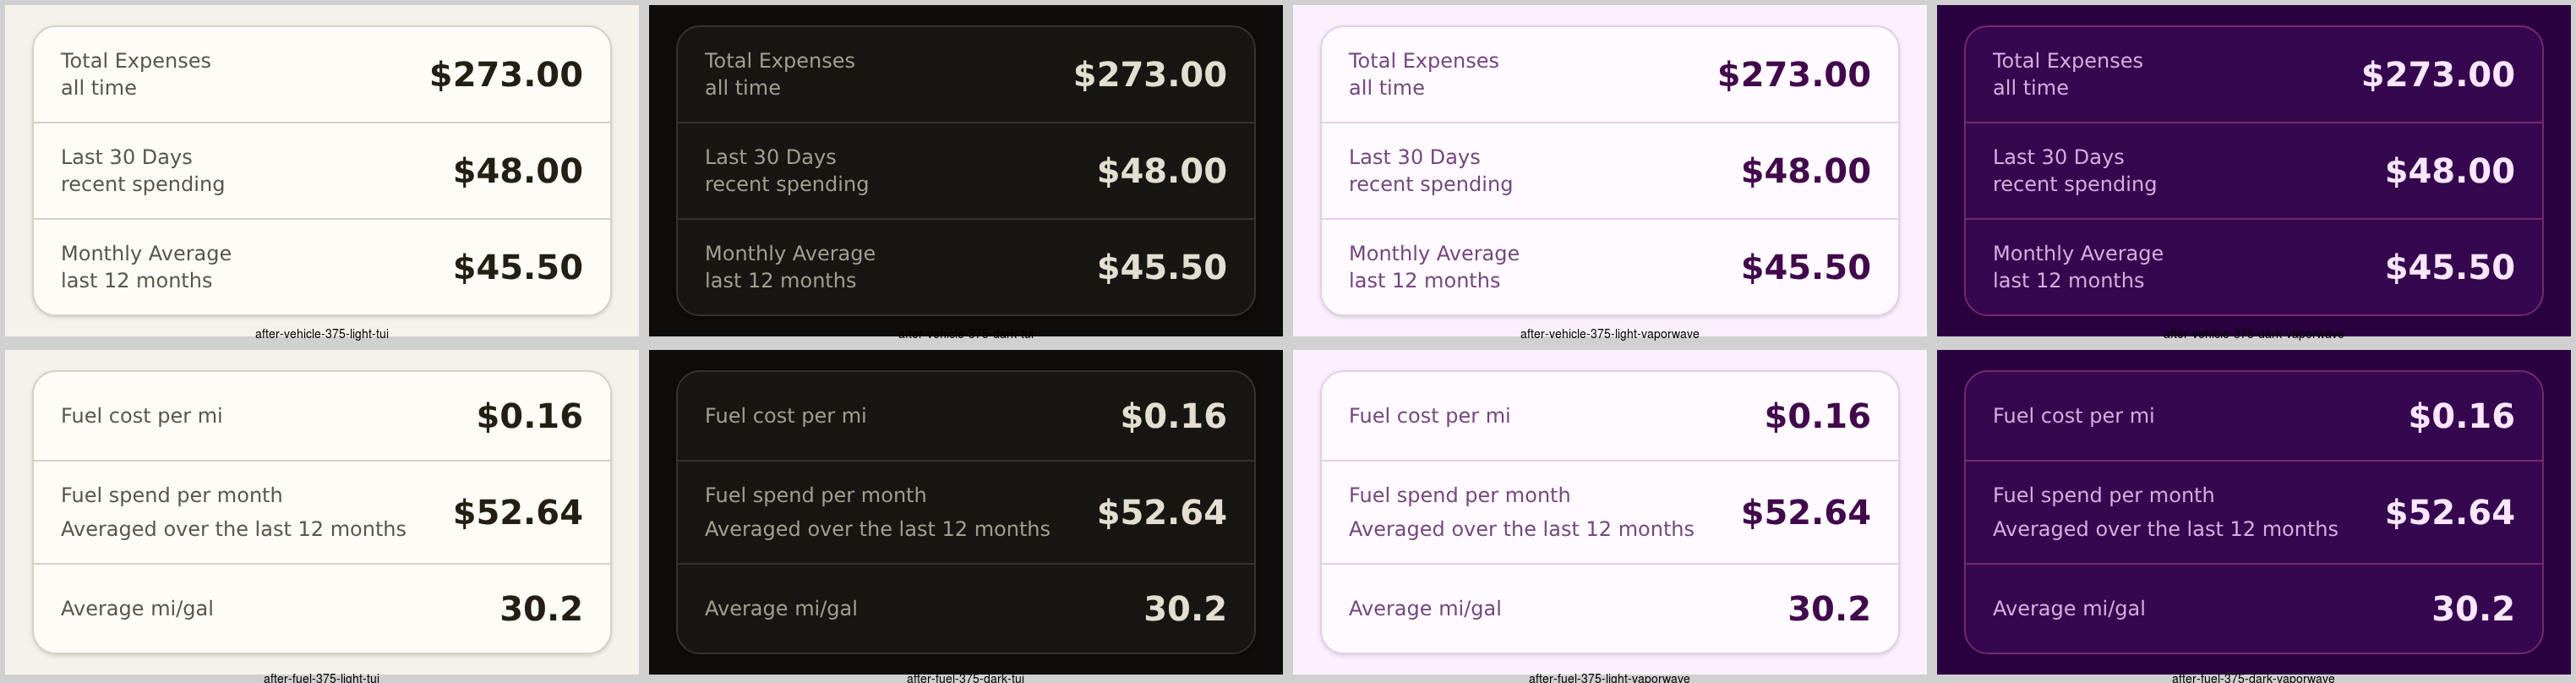 Total Expenses
all time
$273.00
Last 30 Days
recent spending
$48.00
Monthly Average
last 12 months
$45.50
after-vehicle-375-light-tui
Total Expenses
all time
$273.00
Last 30 Days
recent spending
$48.00
Monthly Average
last 12 months
$45.50
after-vehicle-375-dark-tui
Total Expenses
all time
$273.00
Last 30 Days
recent spending
$48.00
Monthly Average
last 12 months
$45.50
after-vehicle-375-light-vaporwave
Total Expenses
all time
$273.00
Last 30 Days
recent spending
$48.00
Monthly Average
last 12 months
$45.50
after-vehicle-375-dark-vaporwave
Fuel cost per mi
$0.16
Fuel spend per month
Averaged over the last 12 months
$52.64
Average mi/gal
30.2
after-fuel-375-light-tui
Fuel cost per mi
$0.16
Fuel spend per month
Averaged over the last 12 months
$52.64
Average mi/gal
30.2
after-fuel-375-dark-tui
Fuel cost per mi
$0.16
Fuel spend per month
Averaged over the last 12 months
$52.64
Average mi/gal
30.2
after-fuel-375-light-vaporwave
Fuel cost per mi
$0.16
Fuel spend per month
Averaged over the last 12 months
$52.64
Average mi/gal
30.2
after-fuel-375-dark-vaporwave